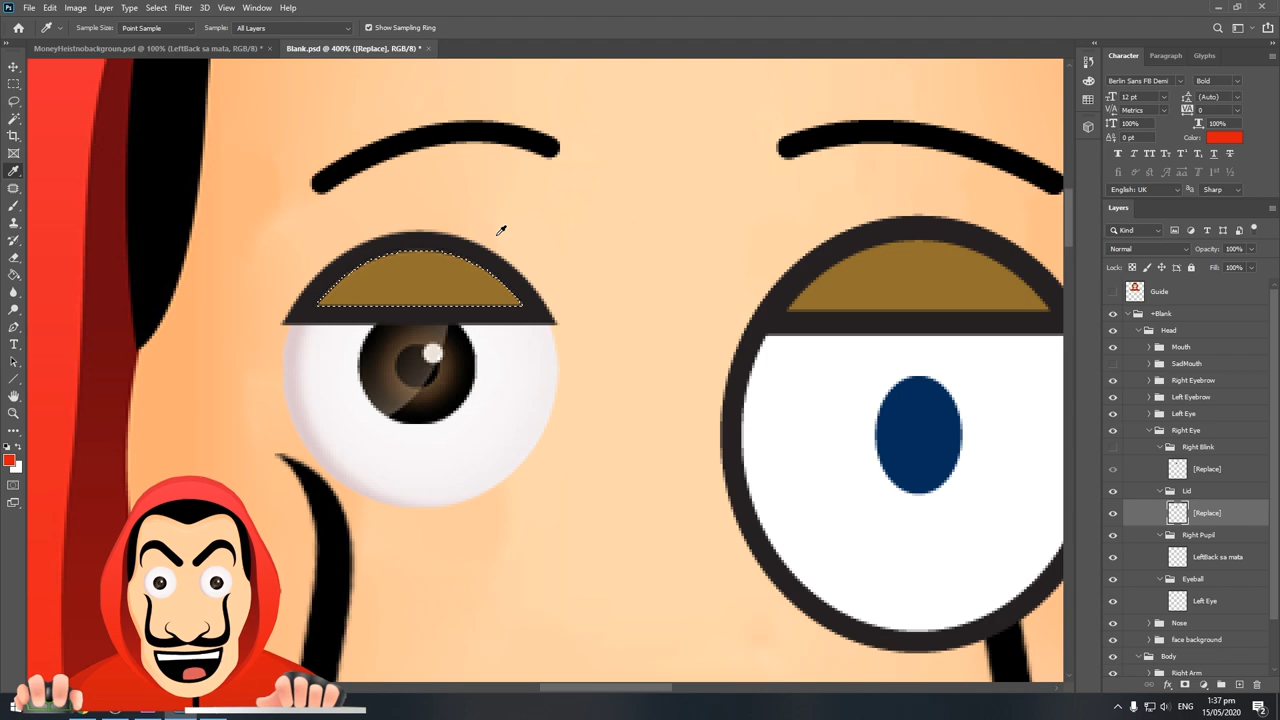 File Edit Image Layer Type Select Filter 3D View Window Help
Sample Size: Point Sample Sample: All Layers Show Sampling Ring
MoneyHeistnobackgroun.psd @ 100% (LeftBack sa mata, RGB/8) * × Blank.psd @ 400% ([Replace], RGB/8) * ×
Character Paragraph Glyphs
Berlin Sans FB Demi Bold
12 pt (Auto)
Metrics 0
100% 100%
0 pt Color:
English: UK Sharp
Layers
Kind
Normal Opacity: 100%
Lock: Fill: 100%
Guide
+Blank
Head
Mouth
SadMouth
Right Eyebrow
Left Eyebrow
Left Eye
Right Eye
Right Blink
[Replace]
Lid
[Replace]
Right Pupil
LeftBack sa mata
Eyeball
Left Eye
Nose
face background
Body
Right Arm
ENG 1:37 pm
15/05/2020